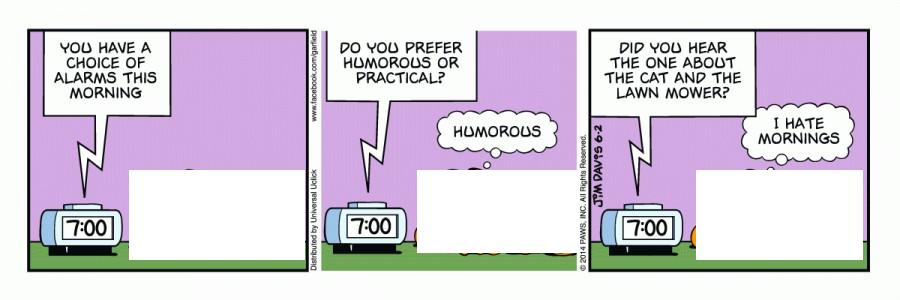 YOU HAVE A
CHOICE OF
ALARMS THIS
MORNING
7:00
www.facebook.com/garfield
Distributed by Universal Uclick
DO YOU PREFER
HUMOROUS OR
PRACTICAL?
HUMOROUS
7:00
© 2014 PAWS, INC. All Rights Reserved.
JIM DAVIS 6-2
DID YOU HEAR
THE ONE ABOUT
THE CAT AND THE
LAWN MOWER?
I HATE
MORNINGS
7:00